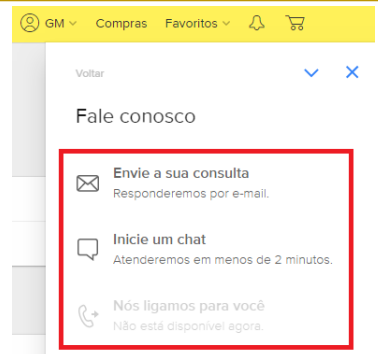 GM Compras Favoritos
Voltar
Fale conosco
Envie a sua consulta
Responderemos por e-mail.
Inicie um chat
Atenderemos em menos de 2 minutos.
Nós ligamos para você
Não está disponível agora.